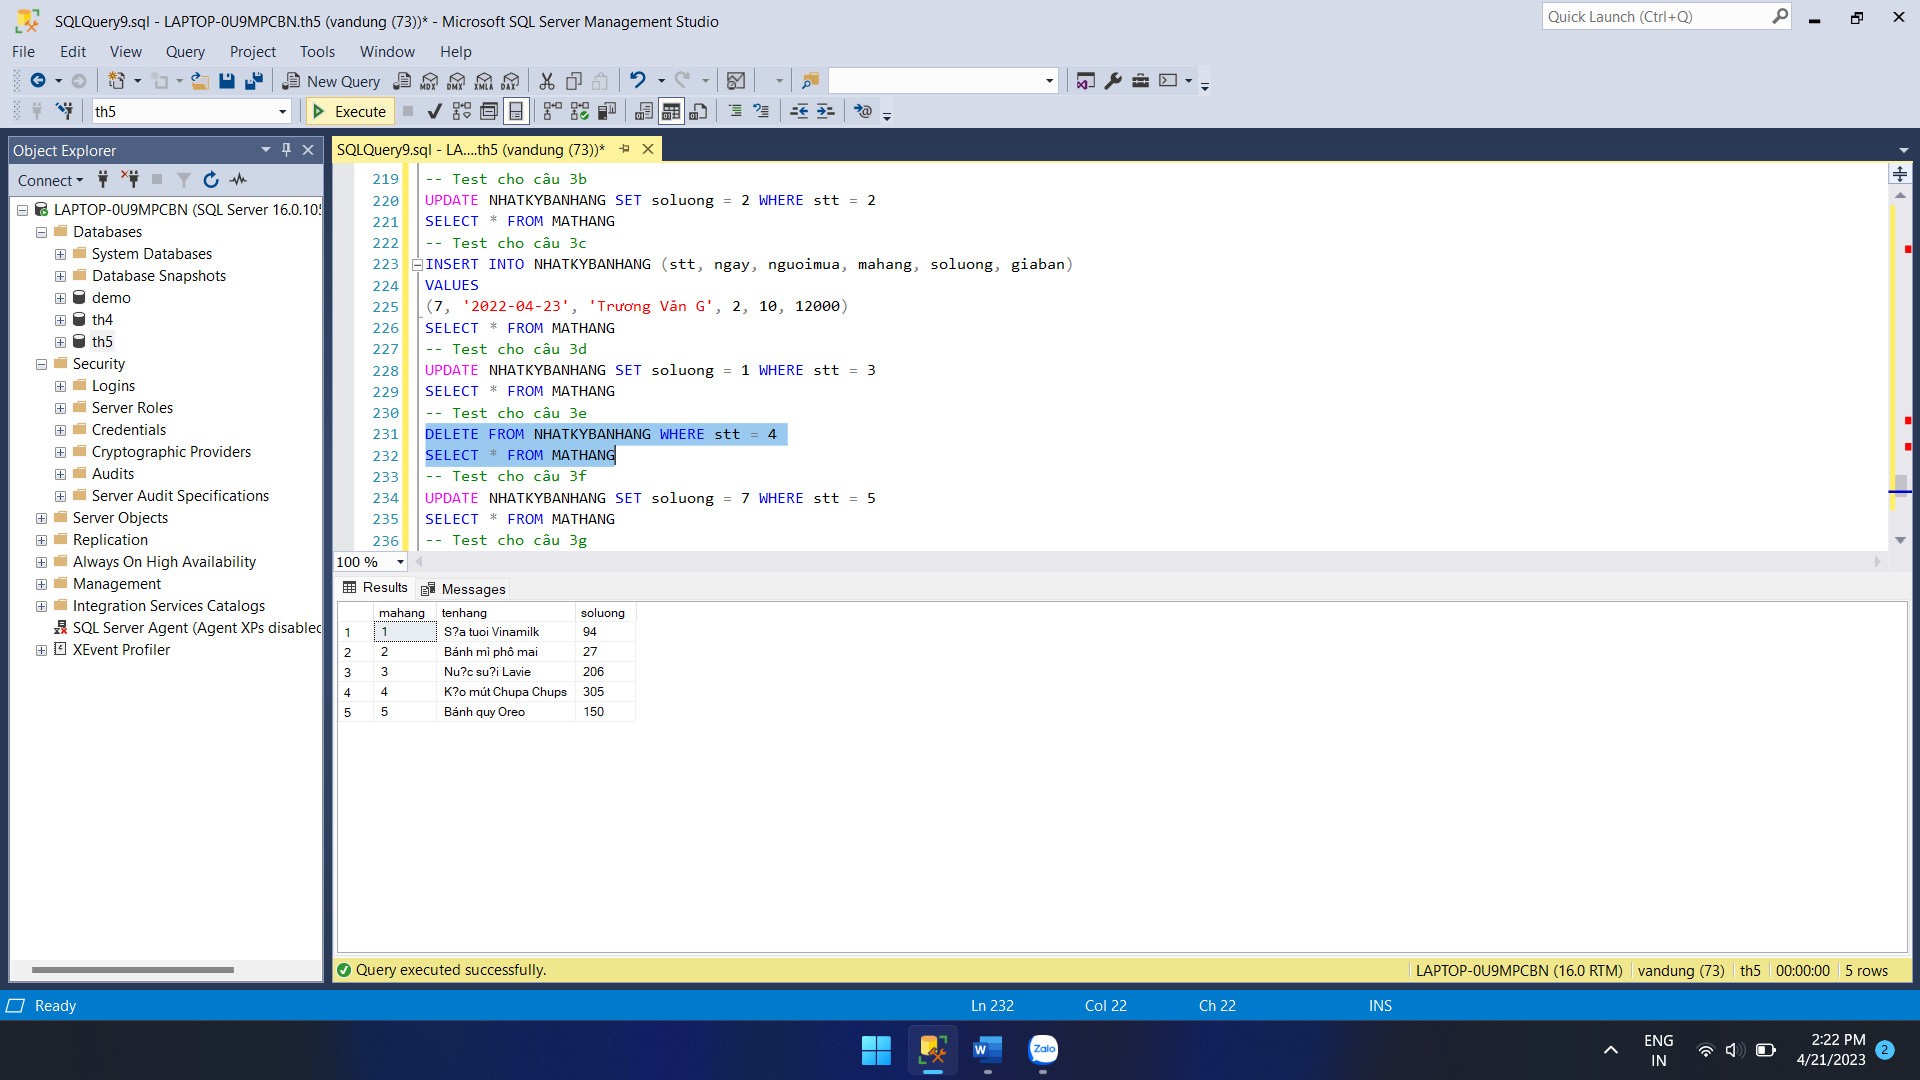 SQLQuery9.sql - LAPTOP-0U9MPCBN.th5 (vandung (73))* - Microsoft SQL Server Management Studio
Quick Launch (Ctrl+Q)
File Edit View Query Project Tools Window Help
New Query
MDX DMX XMLA DAX
th5
Execute
Object Explorer
Connect
LAPTOP-0U9MPCBN (SQL Server 16.0.105
Databases
System Databases
Database Snapshots
demo
th4
th5
Security
Logins
Server Roles
Credentials
Cryptographic Providers
Audits
Server Audit Specifications
Server Objects
Replication
Always On High Availability
Management
Integration Services Catalogs
SQL Server Agent (Agent XPs disabled
XEvent Profiler
SQLQuery9.sql - LA....th5 (vandung (73))*
219 -- Test cho câu 3b
220 UPDATE NHATKYBANHANG SET soluong = 2 WHERE stt = 2
221 SELECT * FROM MATHANG
222 -- Test cho câu 3c
223 INSERT INTO NHATKYBANHANG (stt, ngay, nguoimua, mahang, soluong, giaban)
224 VALUES
225 (7, '2022-04-23', 'Trương Văn G', 2, 10, 12000)
226 SELECT * FROM MATHANG
227 -- Test cho câu 3d
228 UPDATE NHATKYBANHANG SET soluong = 1 WHERE stt = 3
229 SELECT * FROM MATHANG
230 -- Test cho câu 3e
231 DELETE FROM NHATKYBANHANG WHERE stt = 4
232 SELECT * FROM MATHANG
233 -- Test cho câu 3f
234 UPDATE NHATKYBANHANG SET soluong = 7 WHERE stt = 5
235 SELECT * FROM MATHANG
236 -- Test cho câu 3g
100 %
Results Messages
mahang tenhang soluong
1 1 S?a tuoi Vinamilk 94
2 2 Bánh mì phô mai 27
3 3 Nu?c su?i Lavie 206
4 4 K?o mút Chupa Chups 305
5 5 Bánh quy Oreo 150
Query executed successfully.
LAPTOP-0U9MPCBN (16.0 RTM) vandung (73) th5 00:00:00 5 rows
Ready
Ln 232 Col 22 Ch 22 INS
W
Zalo
ENG
IN
2:22 PM
4/21/2023
2